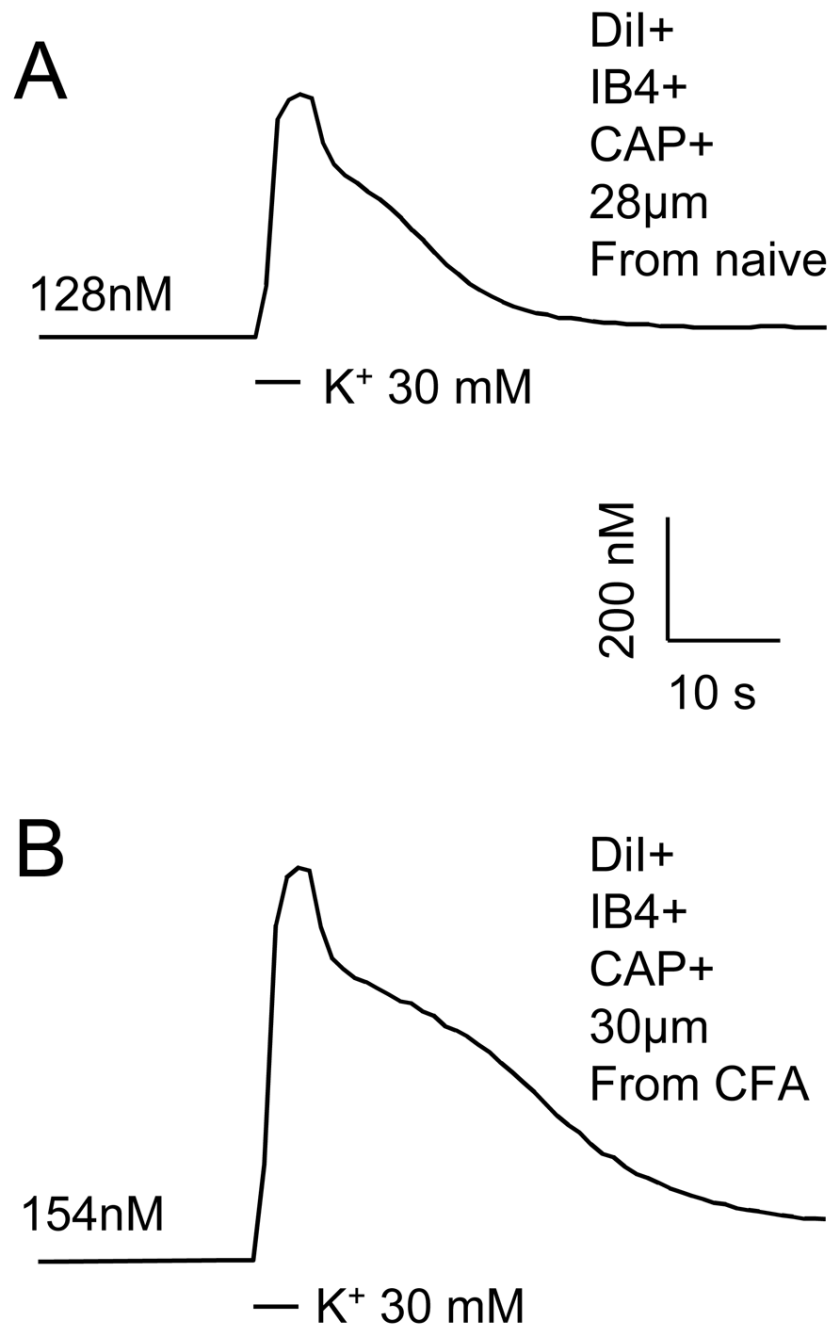 A
DiI+
IB4+
CAP+
28µm
From naive
128nM
K⁺ 30 mM
200 nM
10 s
B
DiI+
IB4+
CAP+
30µm
From CFA
154nM
K⁺ 30 mM